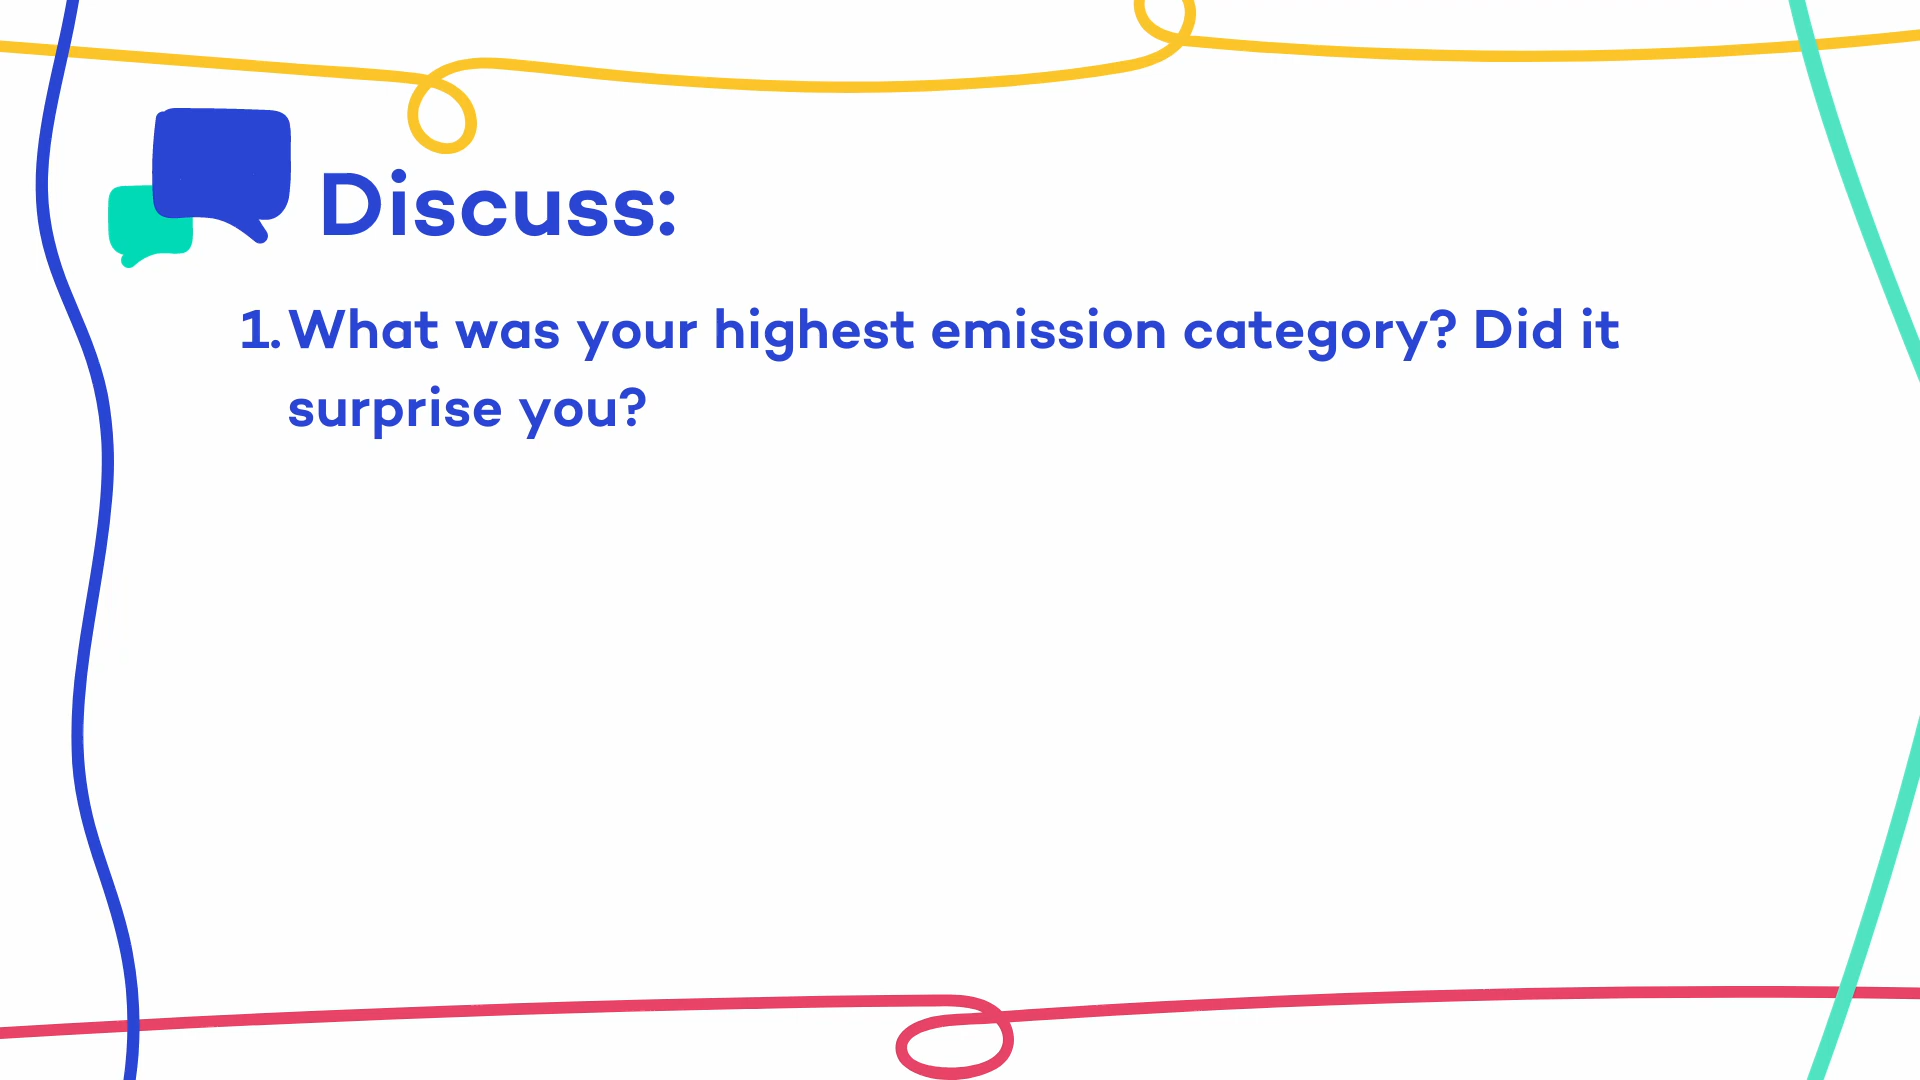 Discuss:
1. What was your highest emission category? Did it
surprise you?